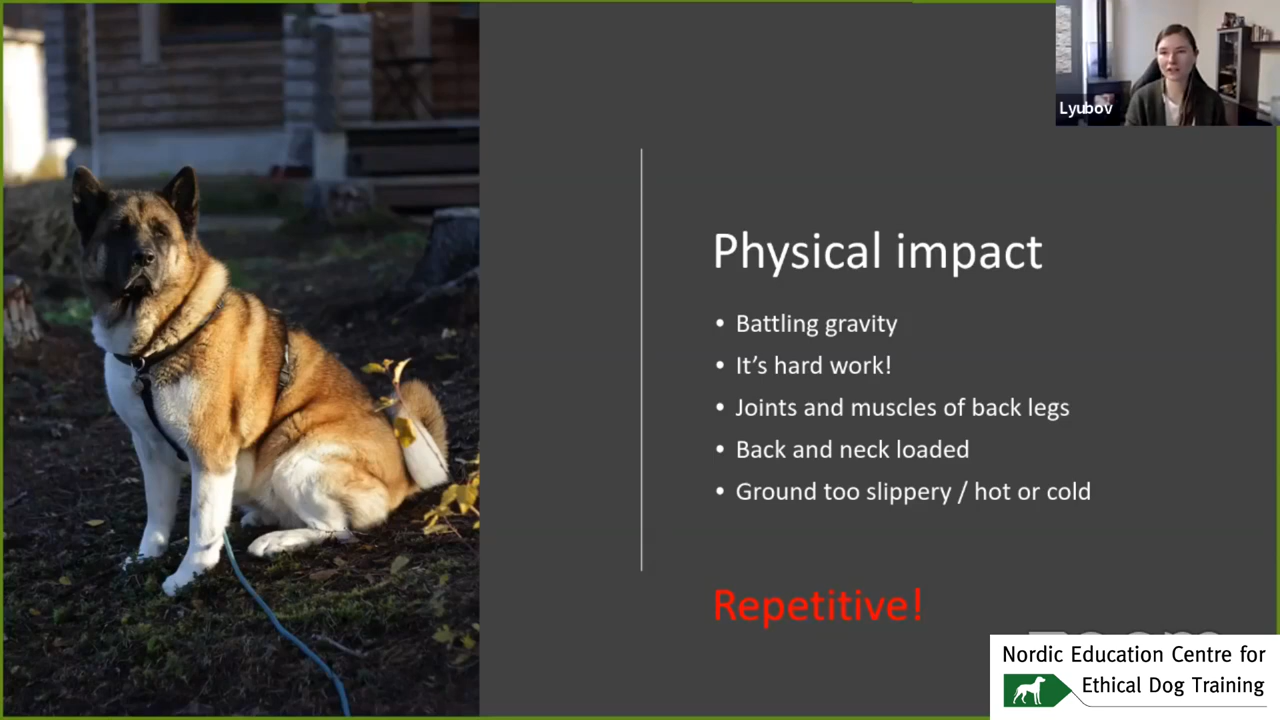 Lyubov
Physical impact
• Battling gravity
• It's hard work!
• Joints and muscles of back legs
• Back and neck loaded
• Ground too slippery / hot or cold
Repetitive!
zoom
Nordic Education Centre for
Ethical Dog Training